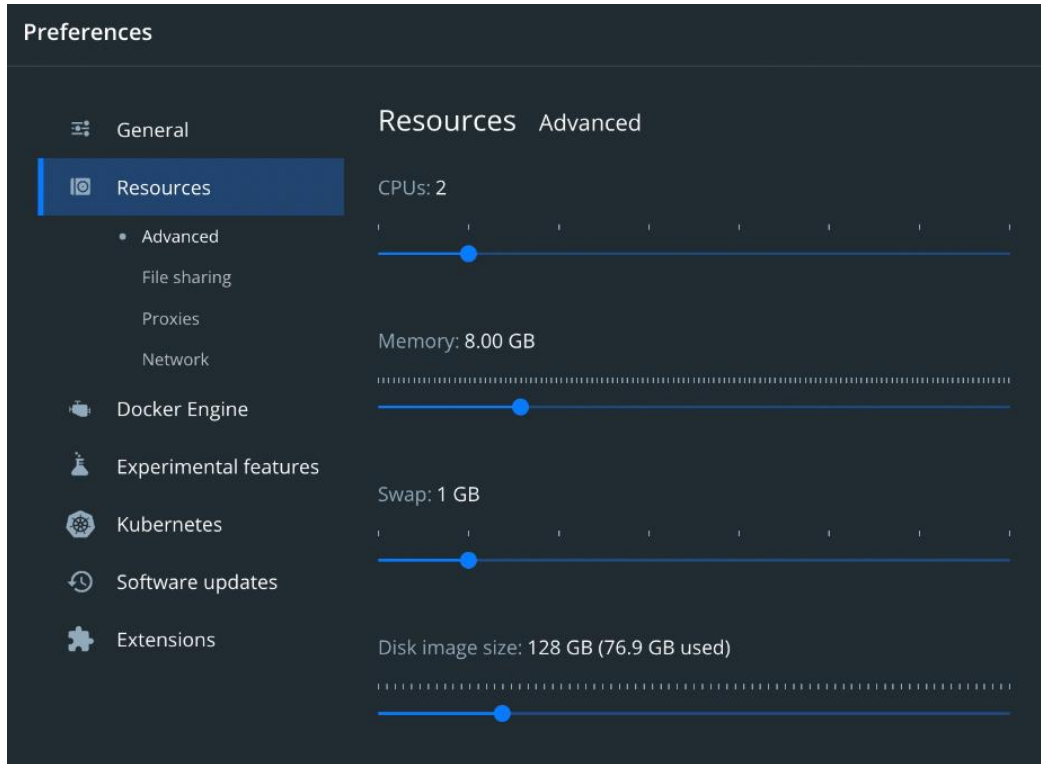 Preferences
General
Resources
Advanced
File sharing
Proxies
Network
Docker Engine
Experimental features
Kubernetes
Software updates
Extensions
Resources Advanced
CPUs: 2
Memory: 8.00 GB
Swap: 1 GB
Disk image size: 128 GB (76.9 GB used)